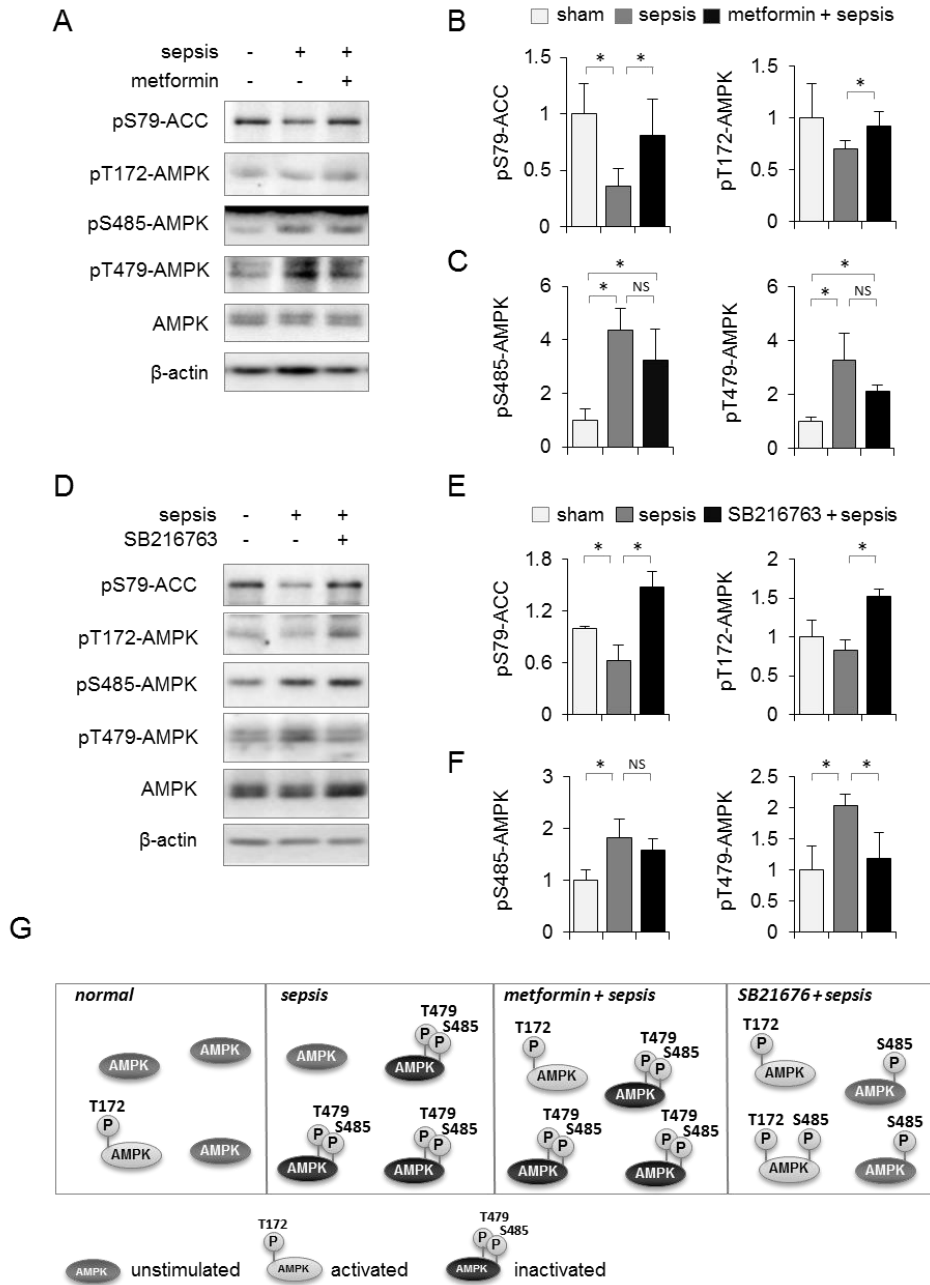 A
sepsis - + +
metformin - - +
pS79-ACC
pT172-AMPK
pS485-AMPK
pT479-AMPK
AMPK
β-actin
B
sham sepsis metformin + sepsis
pS79-ACC
1.5
1
0.5
0
* *
pT172-AMPK
1.5
1
0.5
0
*
C
pS485-AMPK
6
4
2
0
*
* NS
pT479-AMPK
6
4
2
0
*
* NS
D
sepsis - + +
SB216763 - - +
pS79-ACC
pT172-AMPK
pS485-AMPK
pT479-AMPK
AMPK
β-actin
E
sham sepsis SB216763 + sepsis
pS79-ACC
1.8
1.2
0.6
0
* *
pT172-AMPK
2
1.5
1
0.5
0
*
F
pS485-AMPK
3
2
1
0
* NS
pT479-AMPK
2.5
2
1.5
1
0.5
0
* *
G
normal
AMPK
AMPK
T172
P
AMPK
AMPK
sepsis
AMPK
T479
S485
P P
AMPK
T479
S485
P P
AMPK
T479
S485
P P
AMPK
metformin + sepsis
T172
P
AMPK
T479
S485
P P
AMPK
T479
S485
P P
AMPK
T479
S485
P P
AMPK
SB21676 + sepsis
T172
P
AMPK
S485
P
AMPK
T172 S485
P P
AMPK
S485
P
AMPK
AMPK unstimulated
T172
P
AMPK activated
T479
S485
P P
AMPK inactivated